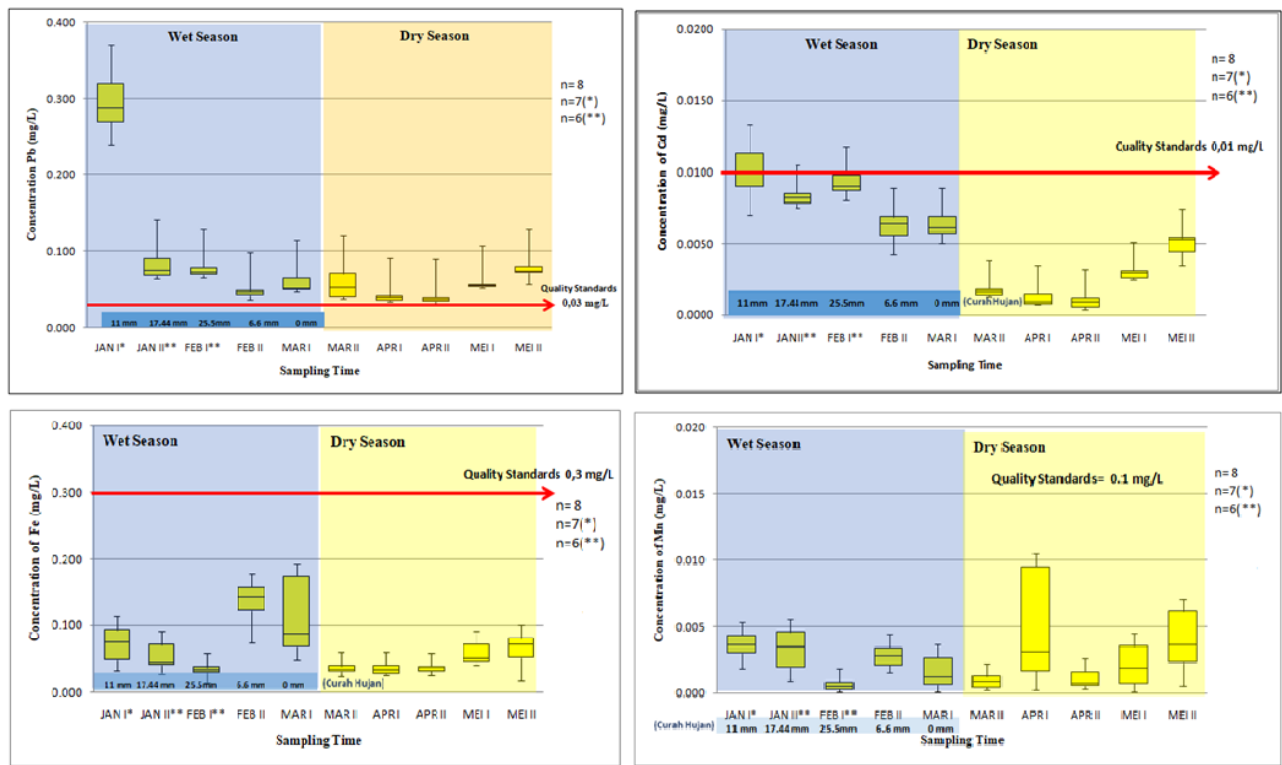 0.400
0.300
0.200
0.100
0.000
Consentration Pb (mg/L)
Wet Season
Dry Season
n= 8
n=7(*)
n=6(**)
Quality Standards
0,03 mg/L
11 mm 17.44 mm 25.5mm 6.6 mm 0 mm
JAN I* JAN II** FEB I** FEB II MAR I MAR II APR I APR II MEI I MEI II
Sampling Time
0.0200
0.0150
0.0100
0.0050
0.0000
Concentration of Cd (mg/L)
Wet Season
Dry Season
n= 8
n=7(*)
n=6(**)
Cuality Standards 0,01 mg/L
11 mm 17.4l mm 25.5mm 6.6 mm 0 mm (Curah Hujan)
JAN I* JAN II** FEB I** FEB II MAR I MAR II APR I APR II MEI I MEI II
Sampling Time
0.400
0.300
0.200
0.100
0.000
Concentration of Fe (mg/L)
Wet Season
Dry Season
Quality Standards 0,3 mg/L
n= 8
n=7(*)
n=6(**)
11 mm 17.44 mm 25.5mm 6.6 mm 0 mm (Curah Hujan)
JAN I* JAN II** FEB I** FEB II MAR I MAR II APR I APR II MEI I MEI II
Sampling Time
0.020
0.015
0.010
0.005
0.000
Concentration of Mn (mg/L)
Wet Season
Dry Season
Quality Standards= 0.1 mg/L
n= 8
n=7(*)
n=6(**)
JAN I* JAN II** FEB I** FEB II MAR I MAR II APR I APR II MEI I MEI II
(Curah Hujan) 11 mm 17.44 mm 25.5mm 6.6 mm 0 mm
Sampling Time